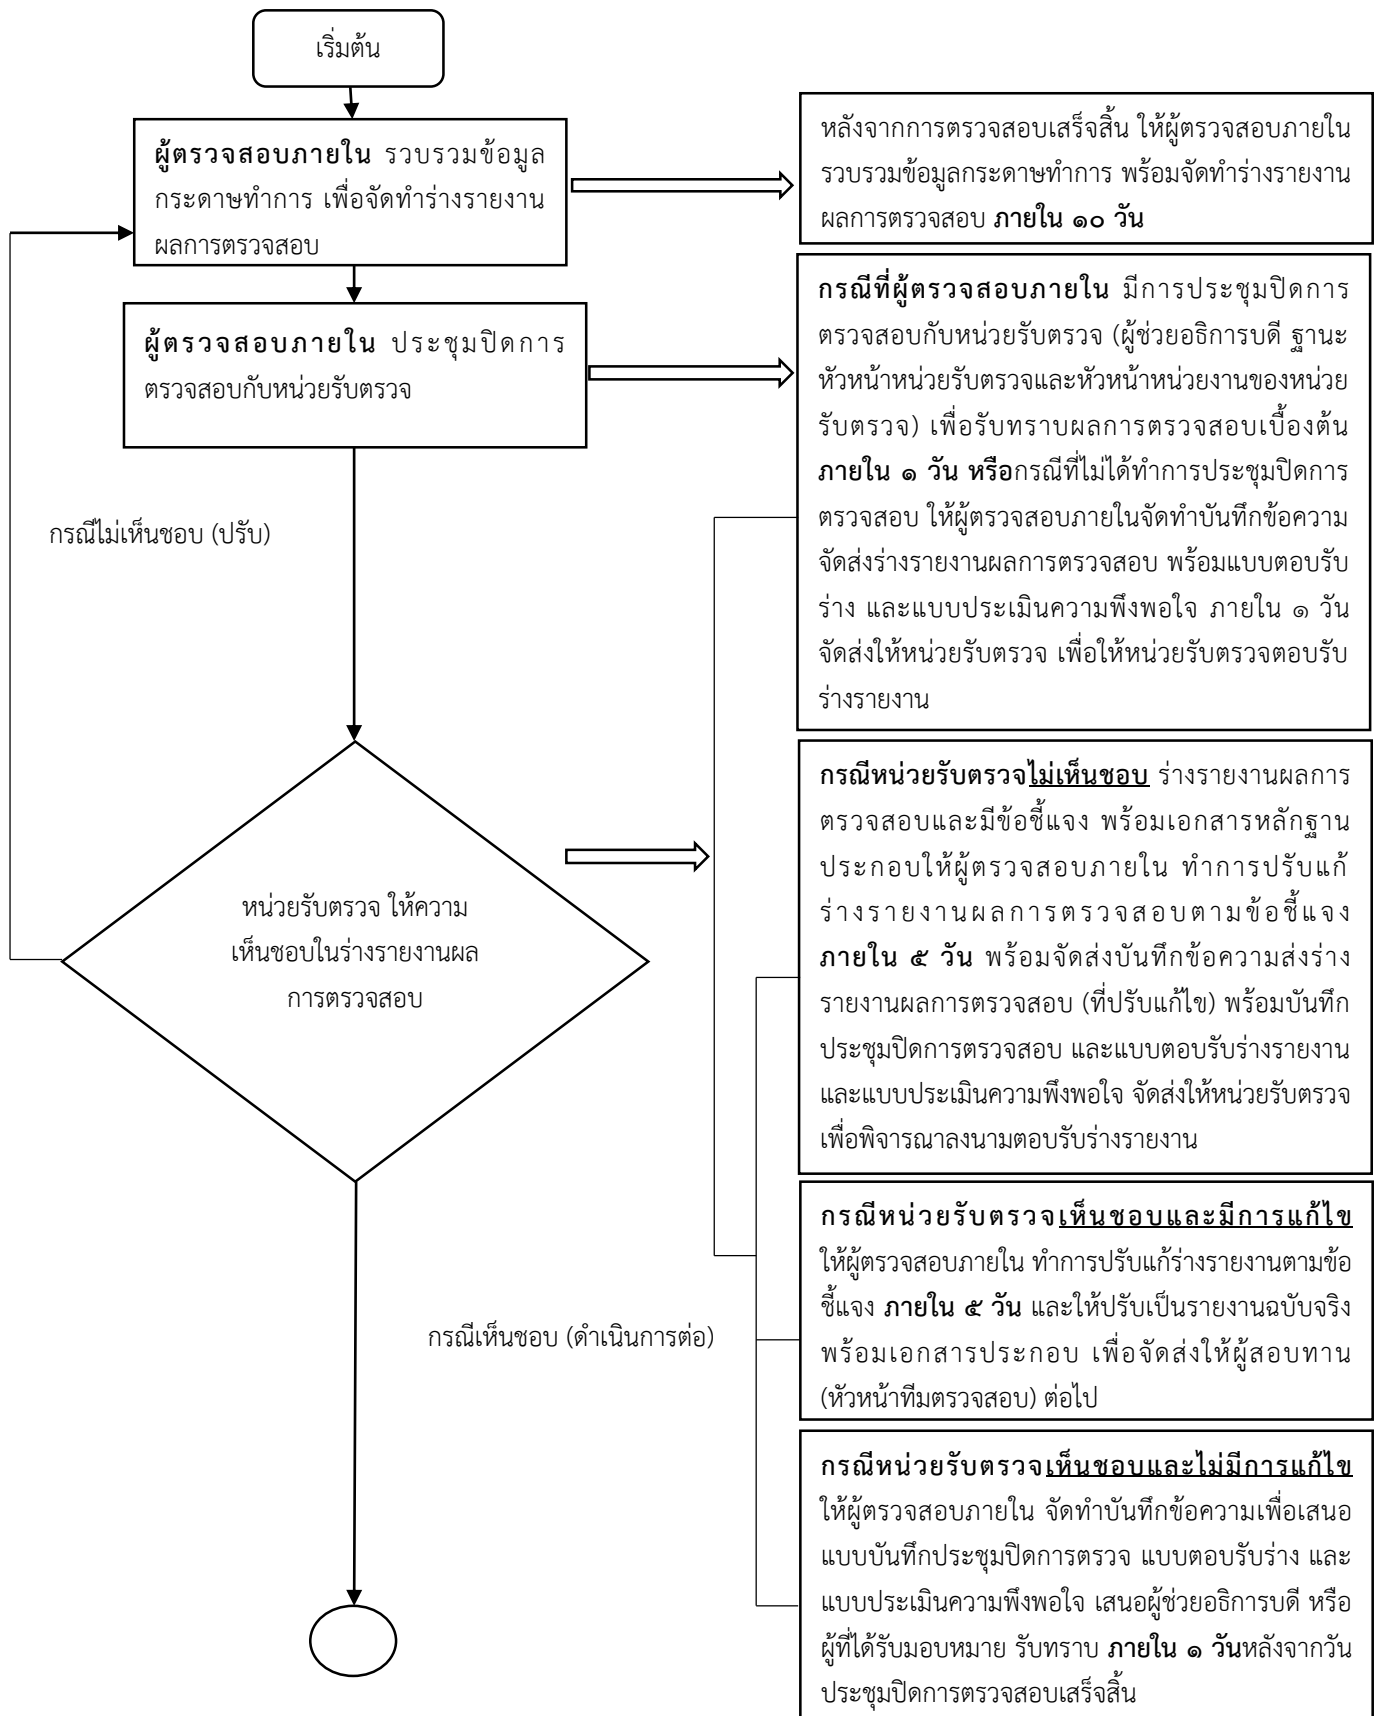 เริ่มต้น
ผู้ตรวจสอบภายใน รวบรวมข้อมูล
กระดาษทำการ เพื่อจัดทำร่างรายงาน
ผลการตรวจสอบ
หลังจากการตรวจสอบเสร็จสิ้น ให้ผู้ตรวจสอบภายใน
รวบรวมข้อมูลกระดาษทำการ พร้อมจัดทำร่างรายงาน
ผลการตรวจสอบ ภายใน ๑๐ วัน
ผู้ตรวจสอบภายใน ประชุมปิดการ
ตรวจสอบกับหน่วยรับตรวจ
กรณีที่ผู้ตรวจสอบภายใน มีการประชุมปิดการ
ตรวจสอบกับหน่วยรับตรวจ (ผู้ช่วยอธิการบดี ฐานะ
หัวหน้าหน่วยรับตรวจและหัวหน้าหน่วยงานของหน่วย
รับตรวจ) เพื่อรับทราบผลการตรวจสอบเบื้องต้น
ภายใน ๑ วัน หรือกรณีที่ไม่ได้ทำการประชุมปิดการ
ตรวจสอบ ให้ผู้ตรวจสอบภายในจัดทำบันทึกข้อความ
จัดส่งร่างรายงานผลการตรวจสอบ พร้อมแบบตอบรับ
ร่าง และแบบประเมินความพึงพอใจ ภายใน ๑ วัน
จัดส่งให้หน่วยรับตรวจ เพื่อให้หน่วยรับตรวจตอบรับ
ร่างรายงาน
กรณีไม่เห็นชอบ (ปรับ)
หน่วยรับตรวจ ให้ความ
เห็นชอบในร่างรายงานผล
การตรวจสอบ
กรณีหน่วยรับตรวจไม่เห็นชอบ ร่างรายงานผลการ
ตรวจสอบและมีข้อชี้แจง พร้อมเอกสารหลักฐาน
ประกอบให้ผู้ตรวจสอบภายใน ทำการปรับแก้
ร่างรายงานผลการตรวจสอบตามข้อชี้แจง
ภายใน ๕ วัน พร้อมจัดส่งบันทึกข้อความส่งร่าง
รายงานผลการตรวจสอบ (ที่ปรับแก้ไข) พร้อมบันทึก
ประชุมปิดการตรวจสอบ และแบบตอบรับร่างรายงาน
และแบบประเมินความพึงพอใจ จัดส่งให้หน่วยรับตรวจ
เพื่อพิจารณาลงนามตอบรับร่างรายงาน
กรณีหน่วยรับตรวจเห็นชอบและมีการแก้ไข
ให้ผู้ตรวจสอบภายใน ทำการปรับแก้ร่างรายงานตามข้อ
ชี้แจง ภายใน ๕ วัน และให้ปรับเป็นรายงานฉบับจริง
พร้อมเอกสารประกอบ เพื่อจัดส่งให้ผู้สอบทาน
(หัวหน้าทีมตรวจสอบ) ต่อไป
กรณีเห็นชอบ (ดำเนินการต่อ)
กรณีหน่วยรับตรวจเห็นชอบและไม่มีการแก้ไข
ให้ผู้ตรวจสอบภายใน จัดทำบันทึกข้อความเพื่อเสนอ
แบบบันทึกประชุมปิดการตรวจ แบบตอบรับร่าง และ
แบบประเมินความพึงพอใจ เสนอผู้ช่วยอธิการบดี หรือ
ผู้ที่ได้รับมอบหมาย รับทราบ ภายใน ๑ วันหลังจากวัน
ประชุมปิดการตรวจสอบเสร็จสิ้น